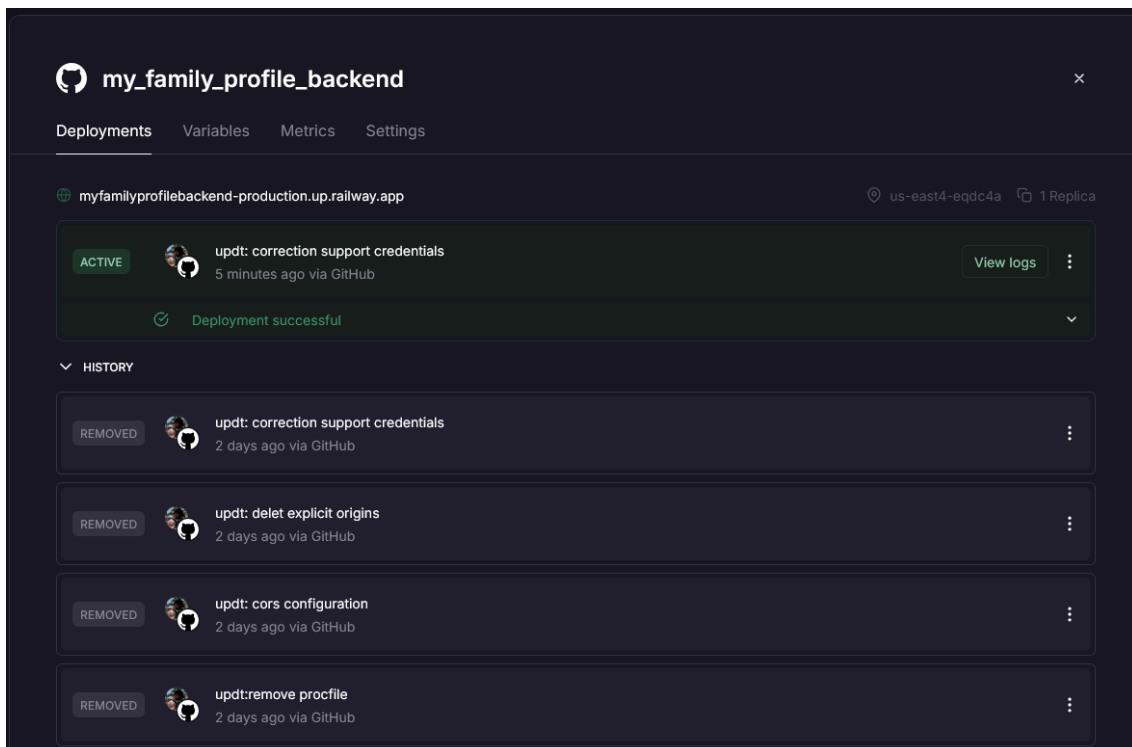 my_family_profile_backend
Deployments Variables Metrics Settings
myfamilyprofilebackend-production.up.railway.app us-east4-eqdc4a 1 Replica
ACTIVE
updt: correction support credentials
5 minutes ago via GitHub
View logs
Deployment successful
HISTORY
REMOVED
updt: correction support credentials
2 days ago via GitHub
REMOVED
updt: delet explicit origins
2 days ago via GitHub
REMOVED
updt: cors configuration
2 days ago via GitHub
REMOVED
updt:remove procfile
2 days ago via GitHub